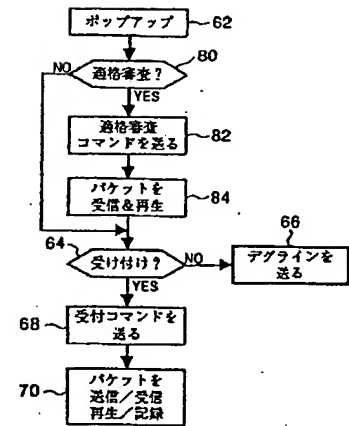 ポップアップ
62
80
適格審査?
NO
YES
適格審査
コマンドを送る
82
パケットを
受信&再生
84
64
受け付け?
NO
66
デクラインを
送る
YES
68
受付コマンドを
送る
70
パケットを
送信/受信
再生/記録